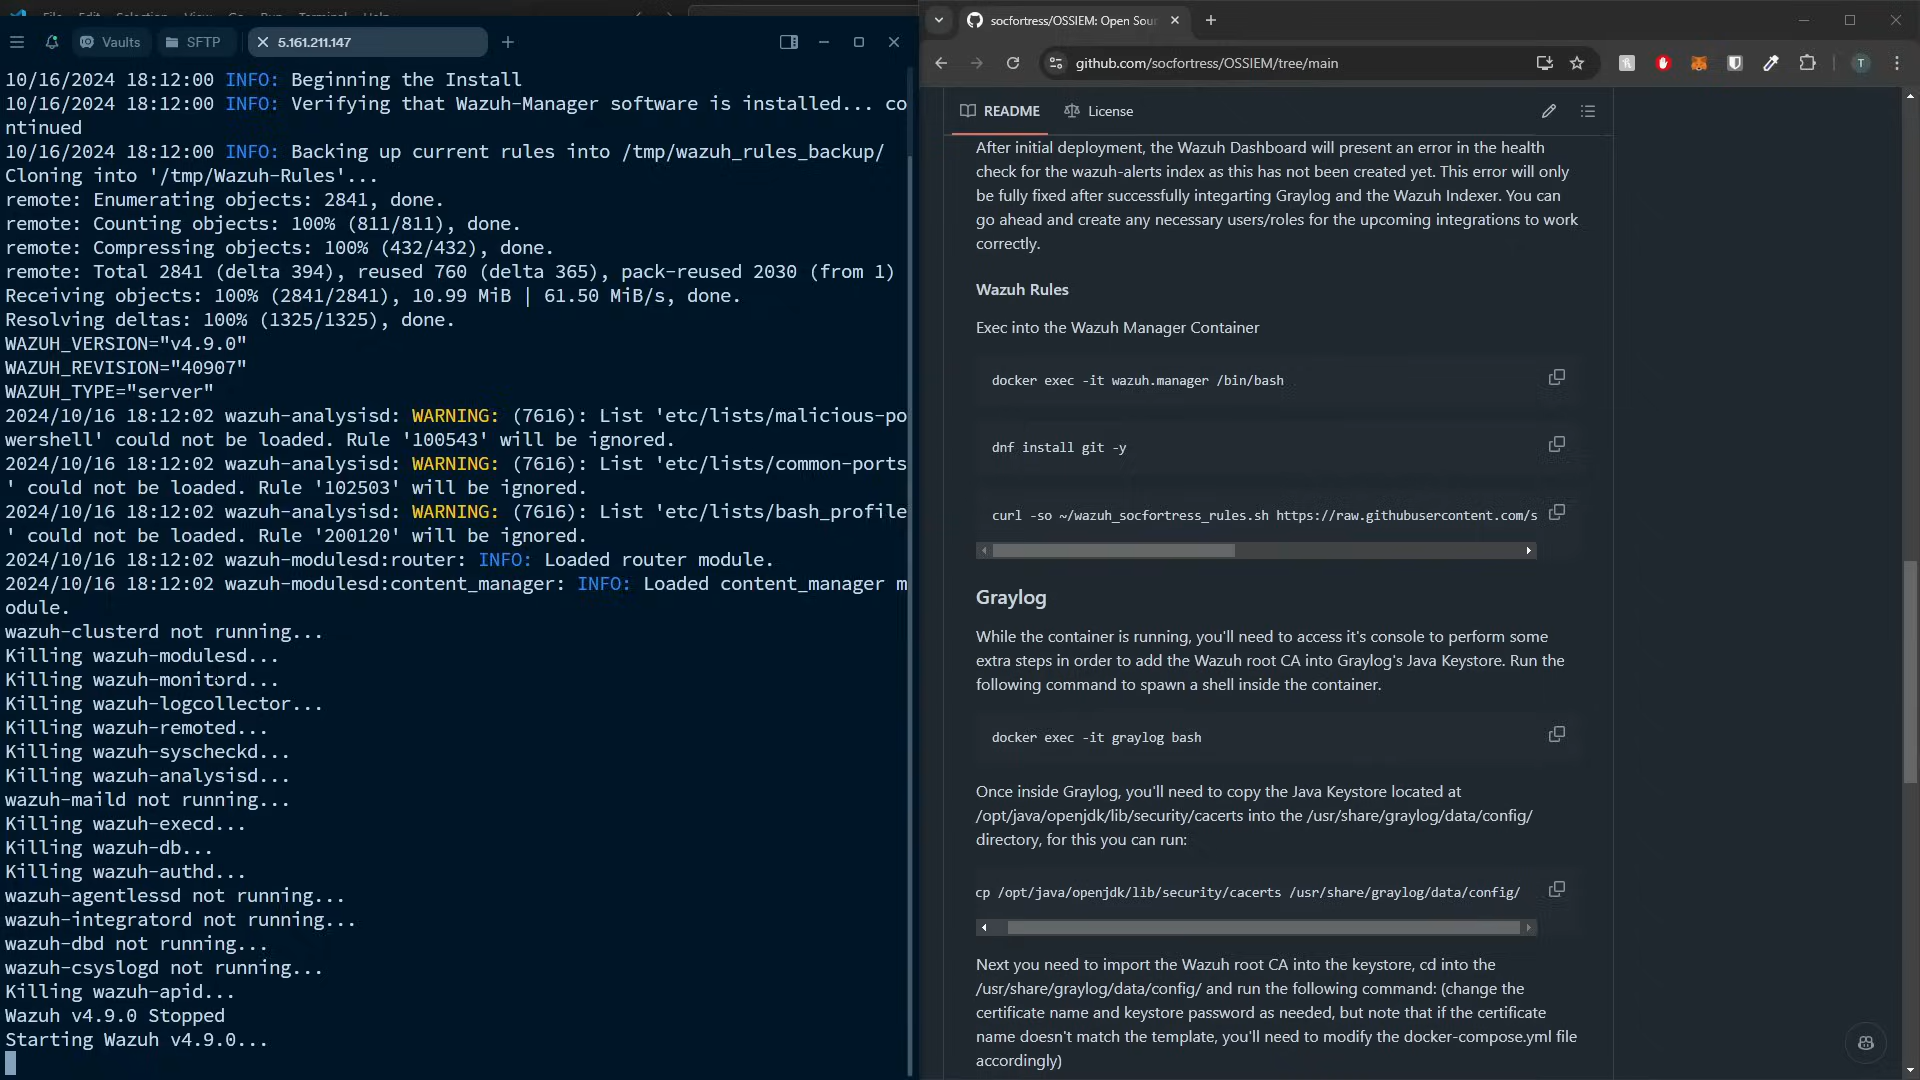 File Edit Selection View Go Run Terminal Help
Vaults SFTP 5.161.211.147
10/16/2024 18:12:00 INFO: Beginning the Install
10/16/2024 18:12:00 INFO: Verifying that Wazuh-Manager software is installed... co
ntinued
10/16/2024 18:12:00 INFO: Backing up current rules into /tmp/wazuh_rules_backup/
Cloning into '/tmp/Wazuh-Rules'...
remote: Enumerating objects: 2841, done.
remote: Counting objects: 100% (811/811), done.
remote: Compressing objects: 100% (432/432), done.
remote: Total 2841 (delta 394), reused 760 (delta 365), pack-reused 2030 (from 1)
Receiving objects: 100% (2841/2841), 10.99 MiB | 61.50 MiB/s, done.
Resolving deltas: 100% (1325/1325), done.
WAZUH_VERSION="v4.9.0"
WAZUH_REVISION="40907"
WAZUH_TYPE="server"
2024/10/16 18:12:02 wazuh-analysisd: WARNING: (7616): List 'etc/lists/malicious-po
wershell' could not be loaded. Rule '100543' will be ignored.
2024/10/16 18:12:02 wazuh-analysisd: WARNING: (7616): List 'etc/lists/common-ports
' could not be loaded. Rule '102503' will be ignored.
2024/10/16 18:12:02 wazuh-analysisd: WARNING: (7616): List 'etc/lists/bash_profile
' could not be loaded. Rule '200120' will be ignored.
2024/10/16 18:12:02 wazuh-modulesd:router: INFO: Loaded router module.
2024/10/16 18:12:02 wazuh-modulesd:content_manager: INFO: Loaded content_manager m
odule.
wazuh-clusterd not running...
Killing wazuh-modulesd...
Killing wazuh-monitord...
Killing wazuh-logcollector...
Killing wazuh-remoted...
Killing wazuh-syscheckd...
Killing wazuh-analysisd...
wazuh-maild not running...
Killing wazuh-execd...
Killing wazuh-db...
Killing wazuh-authd...
wazuh-agentlessd not running...
wazuh-integratord not running...
wazuh-dbd not running...
wazuh-csyslogd not running...
Killing wazuh-apid...
Wazuh v4.9.0 Stopped
Starting Wazuh v4.9.0...
socfortress/OSSIEM: Open Sour
github.com/socfortress/OSSIEM/tree/main
T
README License
After initial deployment, the Wazuh Dashboard will present an error in the health
check for the wazuh-alerts index as this has not been created yet. This error will only
be fully fixed after successfully integarting Graylog and the Wazuh Indexer. You can
go ahead and create any necessary users/roles for the upcoming integrations to work
correctly.
Wazuh Rules
Exec into the Wazuh Manager Container
docker exec -it wazuh.manager /bin/bash
dnf install git -y
curl -so ~/wazuh_socfortress_rules.sh https://raw.githubusercontent.com/s
Graylog
While the container is running, you'll need to access it's console to perform some
extra steps in order to add the Wazuh root CA into Graylog's Java Keystore. Run the
following command to spawn a shell inside the container.
docker exec -it graylog bash
Once inside Graylog, you'll need to copy the Java Keystore located at
/opt/java/openjdk/lib/security/cacerts into the /usr/share/graylog/data/config/
directory, for this you can run:
cp /opt/java/openjdk/lib/security/cacerts /usr/share/graylog/data/config/
Next you need to import the Wazuh root CA into the keystore, cd into the
/usr/share/graylog/data/config/ and run the following command: (change the
certificate name and keystore password as needed, but note that if the certificate
name doesn't match the template, you'll need to modify the docker-compose.yml file
accordingly)